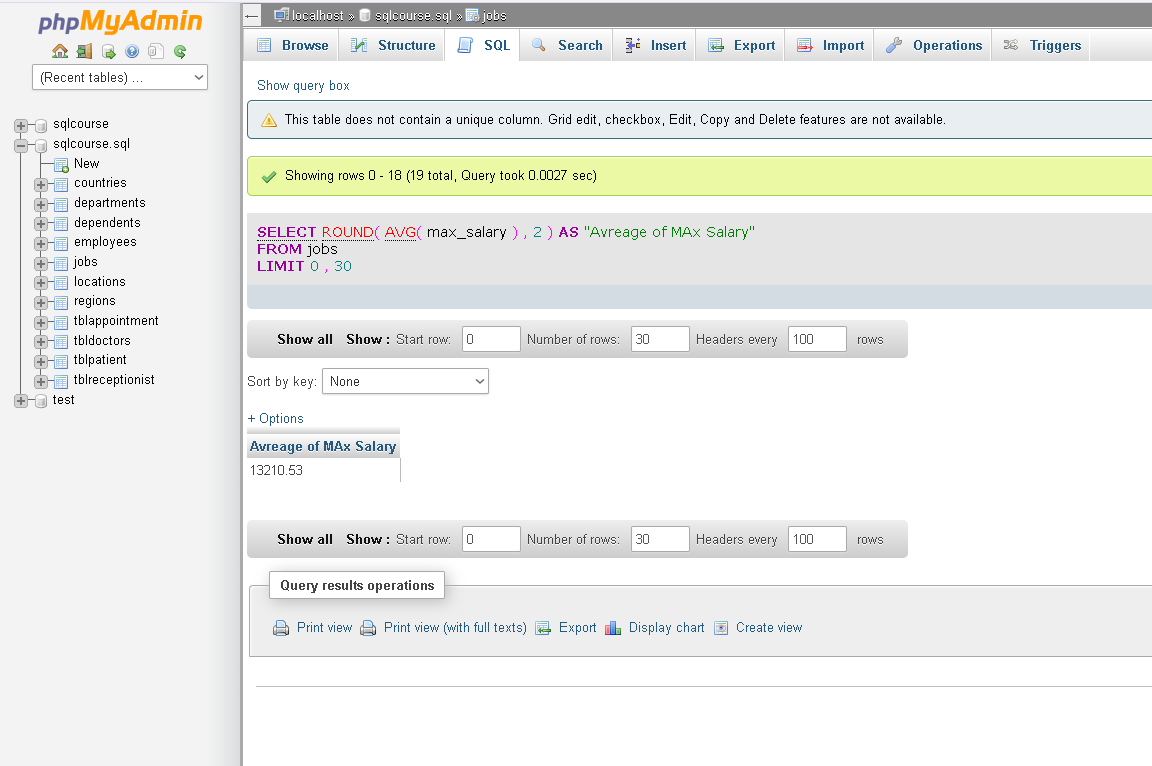 phpMyAdmin
(Recent tables) ...
sqlcourse
sqlcourse.sql
New
countries
departments
dependents
employees
jobs
locations
regions
tblappointment
tbldoctors
tblpatient
tblreceptionist
test
localhost » sqlcourse.sql » jobs
Browse Structure SQL Search Insert Export Import Operations Triggers
Show query box
This table does not contain a unique column. Grid edit, checkbox, Edit, Copy and Delete features are not available.
Showing rows 0 - 18 (19 total, Query took 0.0027 sec)
SELECT ROUND( AVG( max_salary ) , 2 ) AS "Avreage of MAx Salary"
FROM jobs
LIMIT 0 , 30
Show all Show : Start row: 0 Number of rows: 30 Headers every 100 rows
Sort by key: None
+ Options
Avreage of MAx Salary
13210.53
Show all Show : Start row: 0 Number of rows: 30 Headers every 100 rows
Query results operations
Print view Print view (with full texts) Export Display chart Create view